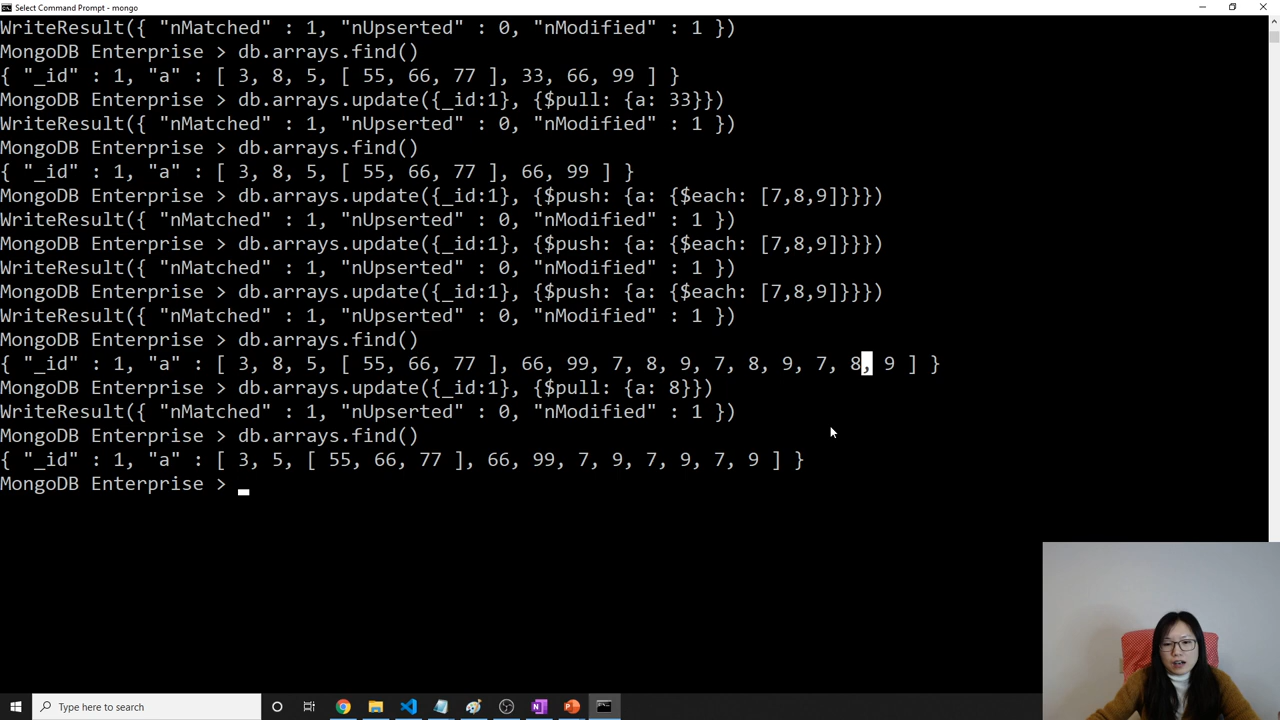 Select Command Prompt - mongo
WriteResult({ "nMatched" : 1, "nUpserted" : 0, "nModified" : 1 })
MongoDB Enterprise > db.arrays.find()
{ "_id" : 1, "a" : [ 3, 8, 5, [ 55, 66, 77 ], 33, 66, 99 ] }
MongoDB Enterprise > db.arrays.update({_id:1}, {$pull: {a: 33}})
WriteResult({ "nMatched" : 1, "nUpserted" : 0, "nModified" : 1 })
MongoDB Enterprise > db.arrays.find()
{ "_id" : 1, "a" : [ 3, 8, 5, [ 55, 66, 77 ], 66, 99 ] }
MongoDB Enterprise > db.arrays.update({_id:1}, {$push: {a: {$each: [7,8,9]}}})
WriteResult({ "nMatched" : 1, "nUpserted" : 0, "nModified" : 1 })
MongoDB Enterprise > db.arrays.update({_id:1}, {$push: {a: {$each: [7,8,9]}}})
WriteResult({ "nMatched" : 1, "nUpserted" : 0, "nModified" : 1 })
MongoDB Enterprise > db.arrays.update({_id:1}, {$push: {a: {$each: [7,8,9]}}})
WriteResult({ "nMatched" : 1, "nUpserted" : 0, "nModified" : 1 })
MongoDB Enterprise > db.arrays.find()
{ "_id" : 1, "a" : [ 3, 8, 5, [ 55, 66, 77 ], 66, 99, 7, 8, 9, 7, 8, 9, 7, 8, 9 ] }
MongoDB Enterprise > db.arrays.update({_id:1}, {$pull: {a: 8}})
WriteResult({ "nMatched" : 1, "nUpserted" : 0, "nModified" : 1 })
MongoDB Enterprise > db.arrays.find()
{ "_id" : 1, "a" : [ 3, 5, [ 55, 66, 77 ], 66, 99, 7, 9, 7, 9, 7, 9 ] }
MongoDB Enterprise >
Type here to search